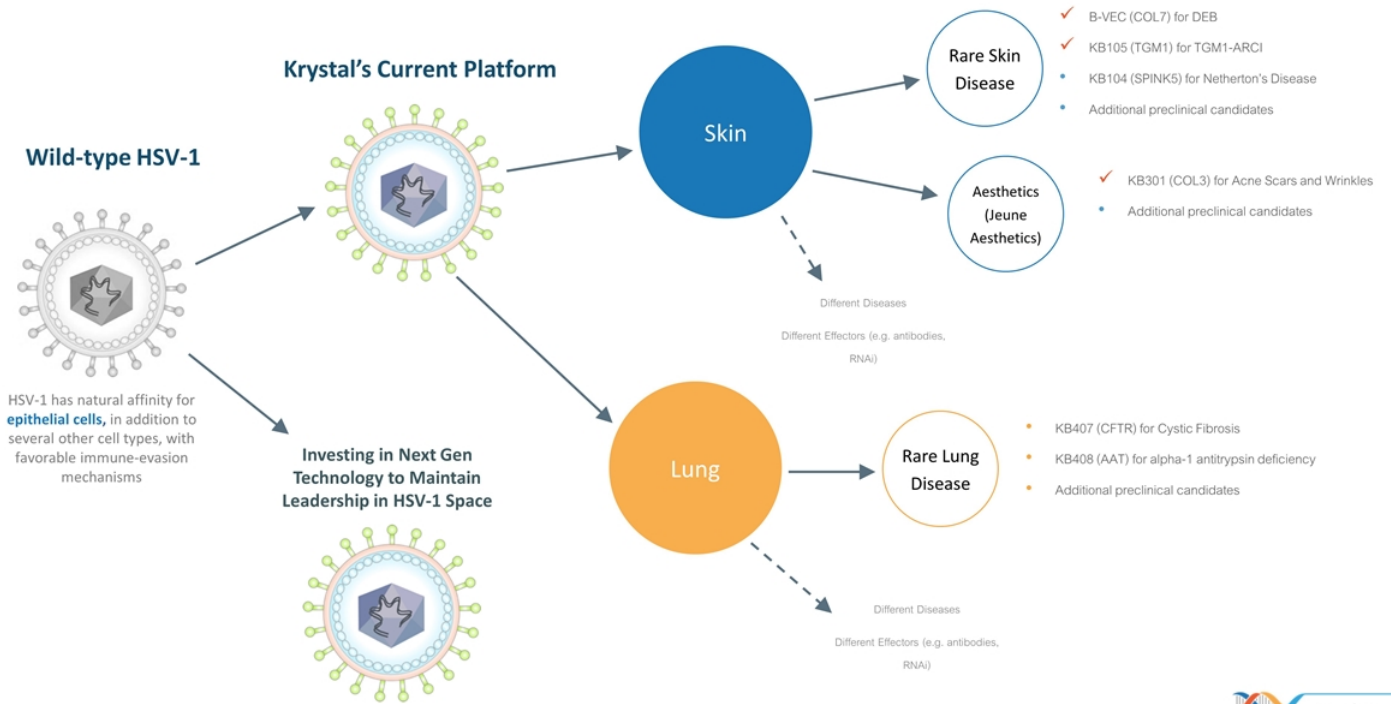 Krystal's Current Platform
Wild-type HSV-1
HSV-1 has natural affinity for
epithelial cells, in addition to
several other cell types, with
favorable immune-evasion
mechanisms
Investing in Next Gen
Technology to Maintain
Leadership in HSV-1 Space
Skin
Rare Skin
Disease
B-VEC (COL7) for DEB
KB105 (TGM1) for TGM1-ARCI
KB104 (SPINK5) for Netherton's Disease
Additional preclinical candidates
Aesthetics
(Jeune
Aesthetics)
KB301 (COL3) for Acne Scars and Wrinkles
Additional preclinical candidates
Different Diseases
Different Effectors (e.g. antibodies,
RNAi)
Lung
Rare Lung
Disease
KB407 (CFTR) for Cystic Fibrosis
KB408 (AAT) for alpha-1 antitrypsin deficiency
Additional preclinical candidates
Different Diseases
Different Effectors (e.g. antibodies,
RNAi)